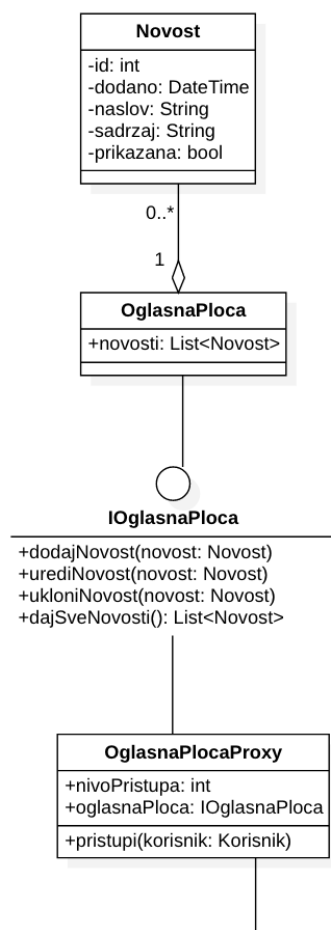 Novost
-id: int
-dodano: DateTime
-naslov: String
-sadrzaj: String
-prikazana: bool
0..*
1
OglasnaPloca
+novosti: List<Novost>
IOglasnaPloca
+dodajNovost(novost: Novost)
+urediNovost(novost: Novost)
+ukloniNovost(novost: Novost)
+dajSveNovosti(): List<Novost>
OglasnaPlocaProxy
+nivoPristupa: int
+oglasnaPloca: IOglasnaPloca
+pristupi(korisnik: Korisnik)